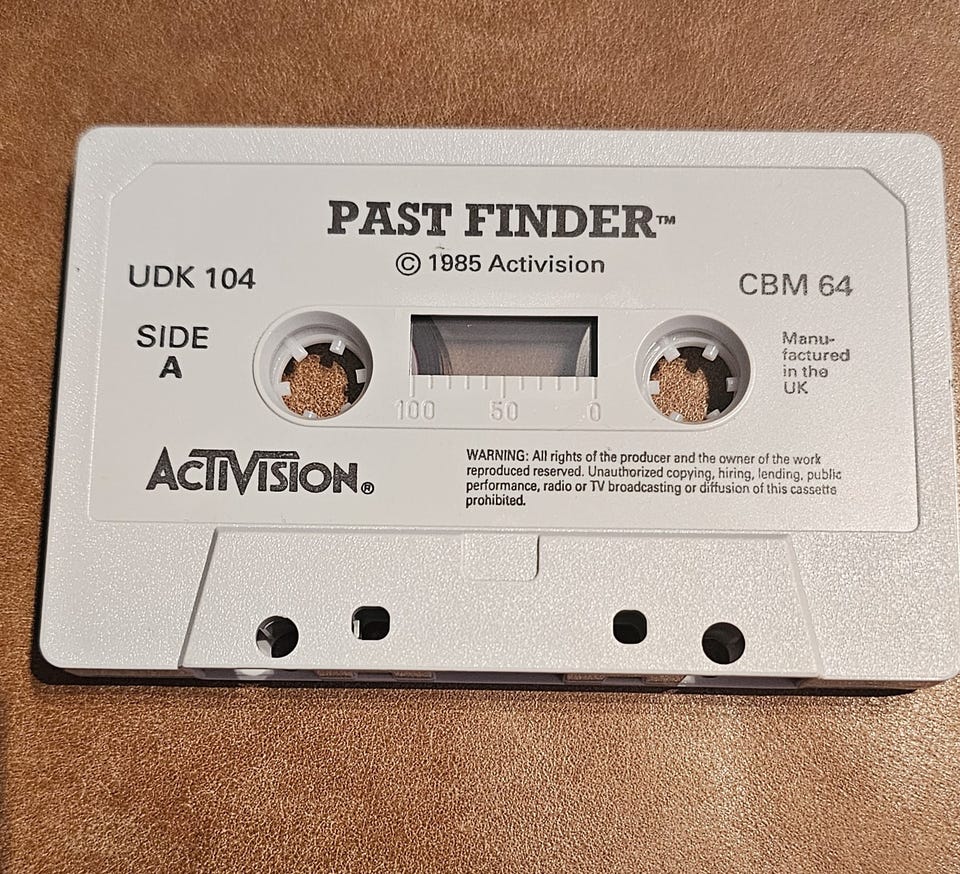 PAST FINDER™
© 1985 Activision
UDK 104
CBM 64
SIDE
A
Manu-
factured
in the
UK
100 50 0
ACTIVISION®
WARNING: All rights of the producer and the owner of the work
reproduced reserved. Unauthorized copying, hiring, lending, public
performance, radio or TV broadcasting or diffusion of this cassette
prohibited.